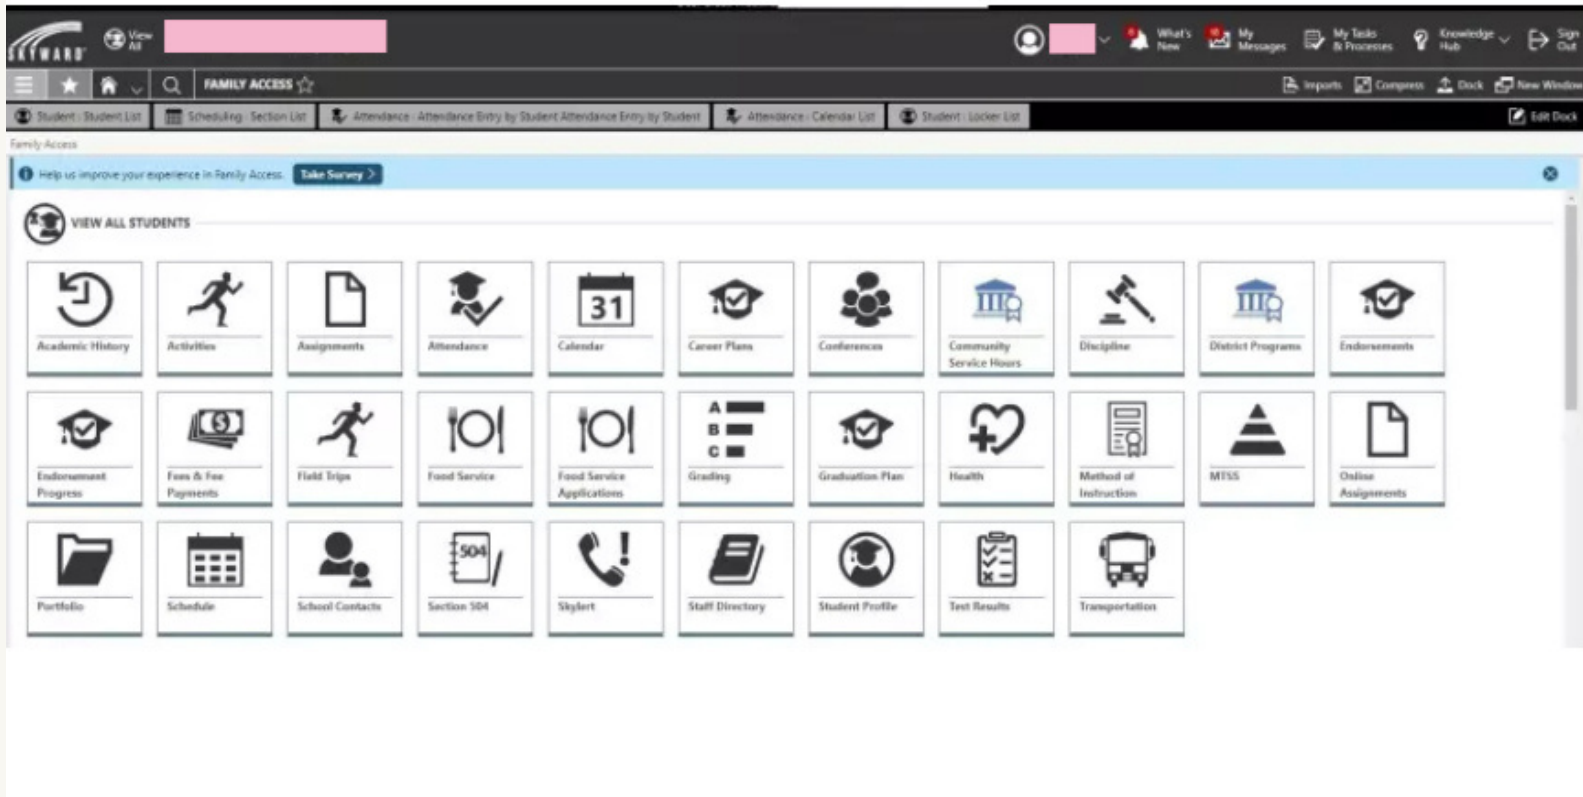 SKYWARD
View All
What's New
My Messages
My Tasks & Processes
Knowledge Hub
Sign Out
FAMILY ACCESS
Imports
Compress
Dock
New Window
Student : Student List
Scheduling : Section List
Attendance : Attendance Entry by Student Attendance Entry by Student
Attendance : Calendar List
Student : Locker List
Edit Dock
Family Access
Help us improve your experience in Family Access.
Take Survey
VIEW ALL STUDENTS
31
Academic History
Activities
Assignments
Attendance
Calendar
Career Plans
Conferences
Community
Service Hours
Discipline
District Programs
Endorsements
A
B
C
Endorsement
Progress
Fees & Fee
Payments
Field Trips
Food Service
Food Service
Applications
Grading
Graduation Plan
Health
Method of
Instruction
MTSS
Online
Assignments
504
Portfolio
Schedule
School Contacts
Section 504
Skylert
Staff Directory
Student Profile
Test Results
Transportation